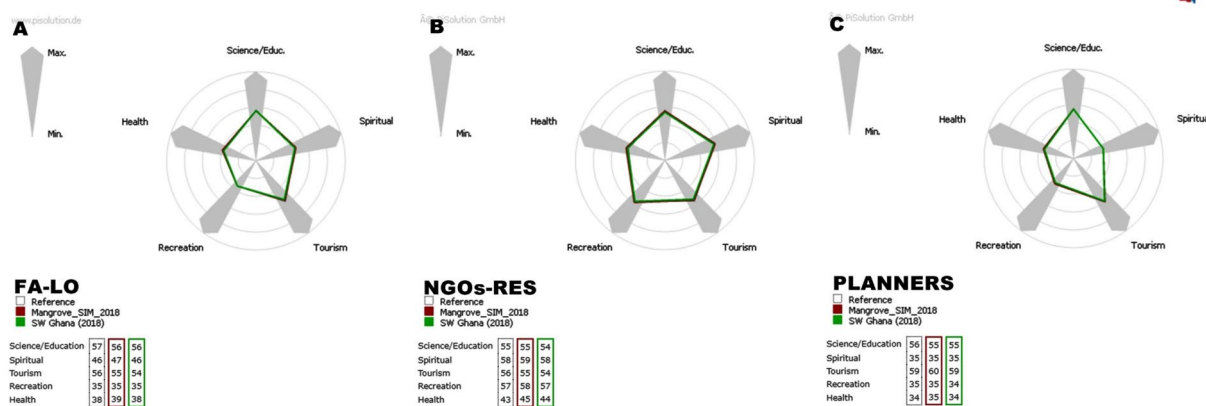 www.pisolution.de
A
Max.
Min.
Science/Educ.
Health
Spiritual
Recreation
Tourism
FA-LO
Reference
Mangrove_SIM_2018
SW Ghana (2018)
Science/Education 57 56 56
Spiritual 46 47 46
Tourism 56 55 54
Recreation 35 35 35
Health 38 39 38
Â© PiSolution GmbH
B
Max.
Min.
Science/Educ.
Health
Spiritual
Recreation
Tourism
NGOs-RES
Reference
Mangrove_SIM_2018
SW Ghana (2018)
Science/Education 55 55 54
Spiritual 58 59 58
Tourism 56 55 54
Recreation 57 58 57
Health 43 45 44
Â© PiSolution GmbH
C
Max.
Min.
Science/Educ.
Health
Spiritu
Recreation
Tourism
PLANNERS
Reference
Mangrove_SIM_2018
SW Ghana (2018)
Science/Education 56 55 55
Spiritual 35 35 35
Tourism 59 60 59
Recreation 35 35 34
Health 34 35 34